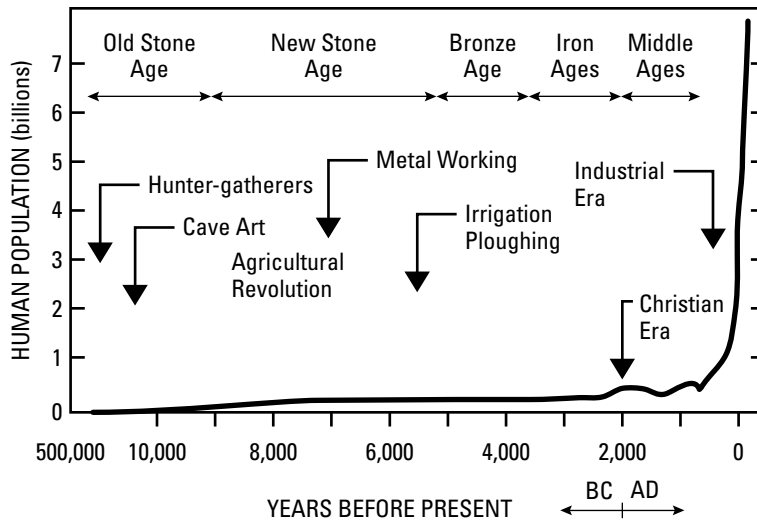 HUMAN POPULATION (billions)
7
6
5
4
3
2
1
0
Old Stone
Age
New Stone
Age
Bronze
Age
Iron
Ages
Middle
Ages
Hunter-gatherers
Cave Art
Agricultural
Revolution
Metal Working
Irrigation
Ploughing
Industrial
Era
Christian
Era
500,000
10,000
8,000
6,000
4,000
2,000
0
YEARS BEFORE PRESENT
BC
AD